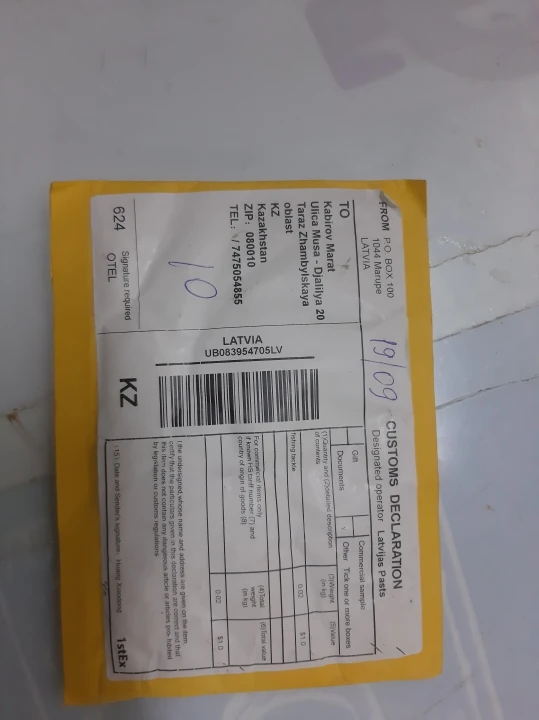 FROM P.O. BOX 100
1044 Marupe
LATVIA
19/09
TO
Kabirov Marat
Ulica Musa - Djalilya 20
Taraz Zhambylskaya
oblast
KZ
Kazakhstan
ZIP: 080010
TEL: \/ 7475054855
10
Signature required
624 QTEL
LATVIA
UB083954705LV
KZ
CUSTOMS DECLARATION
Designated operator Latvijas Pasts
Gift
Commercial sample
Documents
√ Other Tick one or more boxes
(1)Quantity and (2)detailed description of contents
(3)Weight (in kg)
(5)Value
fishing tackle
0.02
$1.0
For commercial items only
If known HS tariff number (7) and country of origin of goods (8)
(4)Total weight (in kg)
(6)Total value
0.02
$1.0
I the undersigned, whose name and address are given on the item
certify that the particulars given in this declaration are correct and that
this item does not contain any dangerous article or articles prohibited
by legislation or customs regulations
(15) Date and Sender's signature, Huang Xiaodong
1stEx